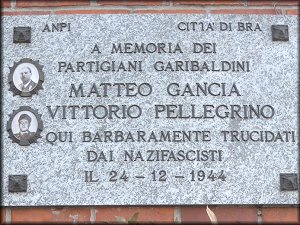 ANPI CITTÀ DI BRA
A MEMORIA DEI
PARTIGIANI GARIBALDINI
MATTEO GANCIA
VITTORIO PELLEGRINO
QUI BARBARAMENTE TRUCIDATI
DAI NAZIFASCISTI
IL 24-12-1944